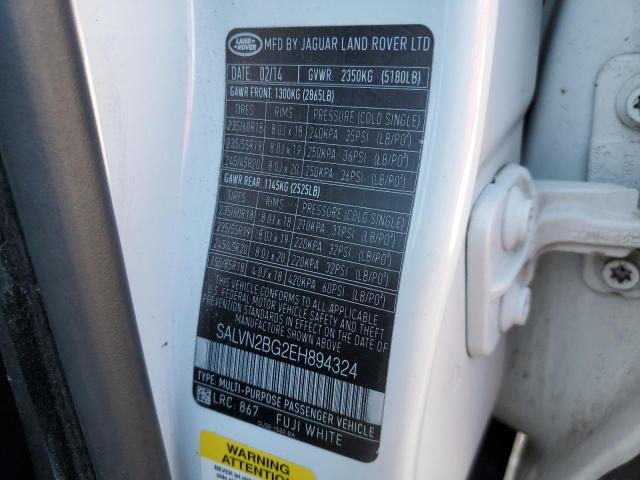 LAND ROVER MFD BY JAGUAR LAND ROVER LTD
DATE: 02/14 GVWR: 2350KG (5180LB)
GAWR FRONT: 1300KG (2865LB)
TIRES RIMS PRESSURE (COLD SINGLE)
235/60R18 8.0J x 18 240KPA 35PSI (LB/PO²)
235/55R19 8.0J x 19 250KPA 36PSI (LB/PO²)
245/45R20 8.0J x 20 250KPA 36PSI (LB/PO²)
GAWR REAR: 1145KG (2525LB)
TIRES RIMS PRESSURE (COLD SINGLE)
235/60R18 8.0J x 18 210KPA 31PSI (LB/PO²)
235/55R19 8.0J x 19 220KPA 32PSI (LB/PO²)
245/45R20 8.0J x 20 220KPA 32PSI (LB/PO²)
155/85R18 4.0J x 18 420KPA 60PSI (LB/PO²)
THIS VEHICLE CONFORMS TO ALL APPLICABLE
U.S. FEDERAL MOTOR VEHICLE SAFETY AND THEFT
PREVENTION STANDARDS IN EFFECT ON THE DATE
OF MANUFACTURE SHOWN ABOVE.
SALVN2BG2EH894324
TYPE: MULTI-PURPOSE PASSENGER VEHICLE
LRC: 867 FUJI WHITE
WARNING
ATTENTION